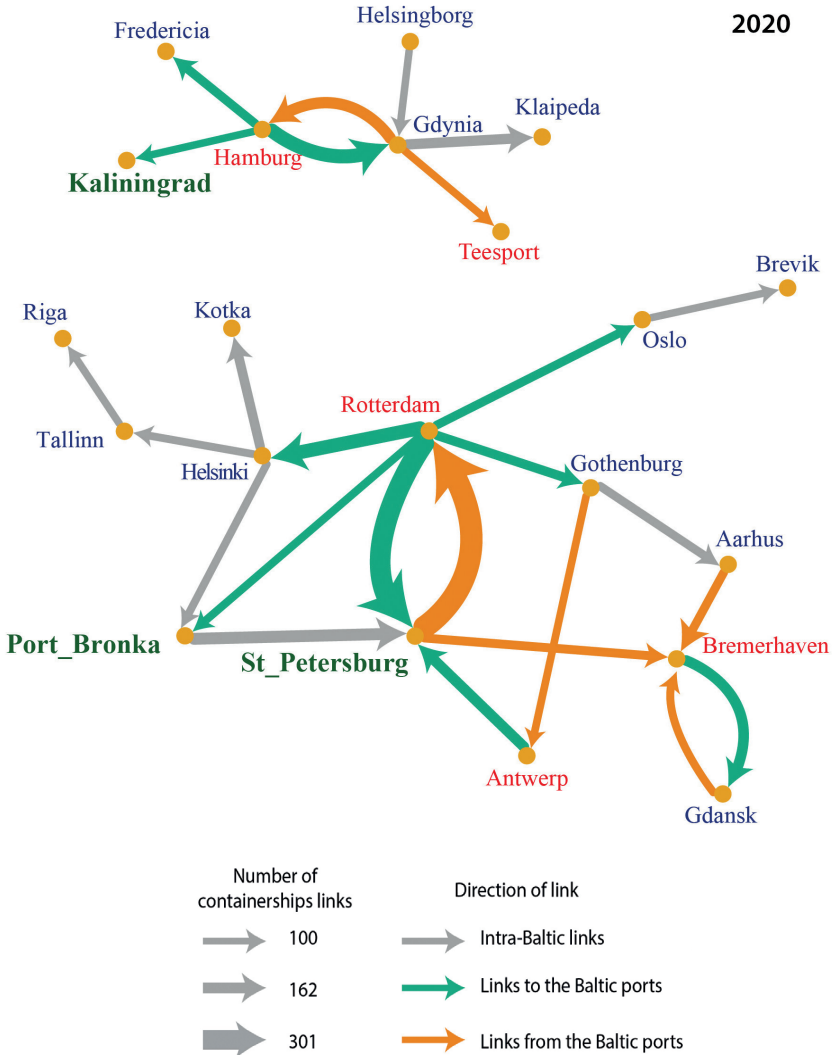 2020
Helsingborg
Fredericia
Klaipeda
Gdynia
Hamburg
Kaliningrad
Teesport
Brevik
Riga
Kotka
Oslo
Rotterdam
Tallinn
Helsinki
Gothenburg
Aarhus
Port_Bronka
St_Petersburg
Bremerhaven
Antwerp
Gdansk
Number of
containerships links
100
162
301
Direction of link
Intra-Baltic links
Links to the Baltic ports
Links from the Baltic ports